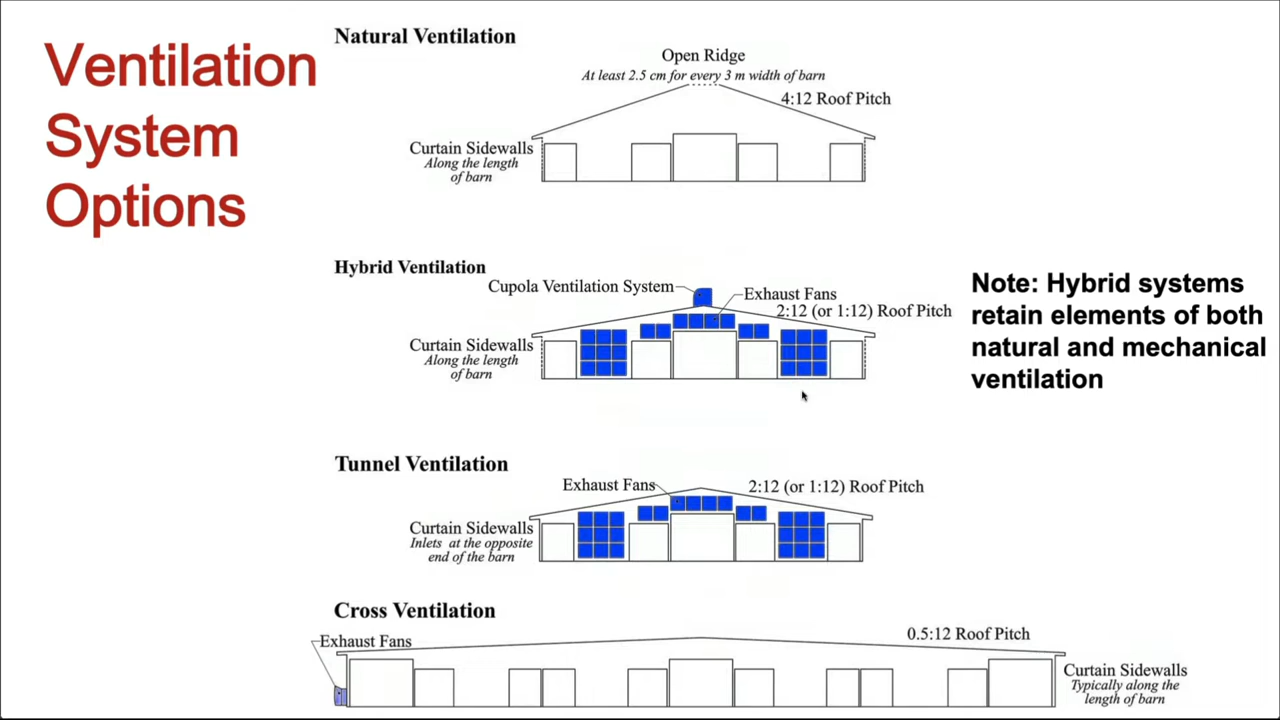 Ventilation
System
Options
Natural Ventilation
Open Ridge
At least 2.5 cm for every 3 m width of barn
4:12 Roof Pitch
Curtain Sidewalls
Along the length
of barn
Hybrid Ventilation
Cupola Ventilation System
Exhaust Fans
2:12 (or 1:12) Roof Pitch
Curtain Sidewalls
Along the length
of barn
Note: Hybrid systems
retain elements of both
natural and mechanical
ventilation
Tunnel Ventilation
Exhaust Fans
2:12 (or 1:12) Roof Pitch
Curtain Sidewalls
Inlets at the opposite
end of the barn
Cross Ventilation
Exhaust Fans
0.5:12 Roof Pitch
Curtain Sidewalls
Typically along the
length of barn